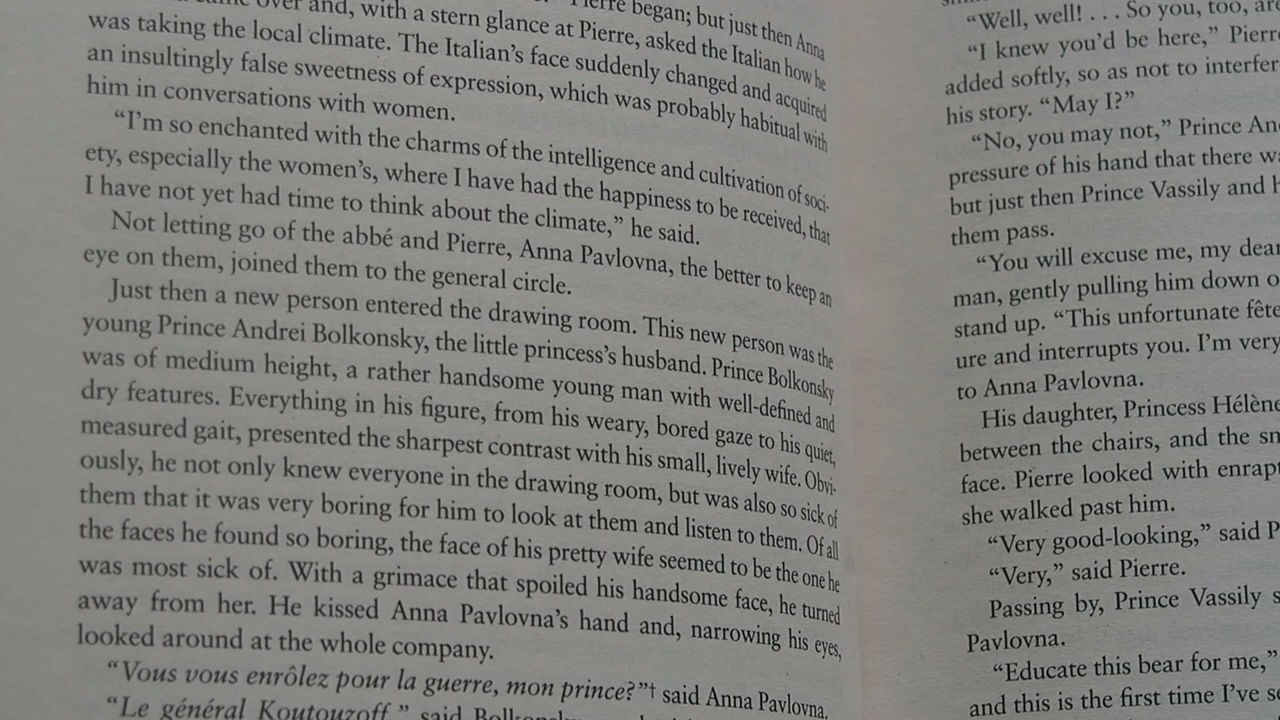 came over and, with a stern glance at Pierre, asked the Italian how he
Pierre began; but just then Anna
was taking the local climate. The Italian's face suddenly changed and acquired
an insultingly false sweetness of expression, which was probably habitual with
him in conversations with women.
“I'm so enchanted with the charms of the intelligence and cultivation of soci-
ety, especially the women's, where I have had the happiness to be received, that
I have not yet had time to think about the climate,” he said.
Not letting go of the abbé and Pierre, Anna Pavlovna, the better to keep an
eye on them, joined them to the general circle.
Just then a new person entered the drawing room. This new person was the
young Prince Andrei Bolkonsky, the little princess's husband. Prince Bolkonsky
was of medium height, a rather handsome young man with well-defined and
dry features. Everything in his figure, from his weary, bored gaze to his quiet,
measured gait, presented the sharpest contrast with his small, lively wife. Obvi-
ously, he not only knew everyone in the drawing room, but was also so sick of
them that it was very boring for him to look at them and listen to them. Of all
the faces he found so boring, the face of his pretty wife seemed to be the one he
was most sick of. With a grimace that spoiled his handsome face, he turned
away from her. He kissed Anna Pavlovna's hand and, narrowing his eyes,
looked around at the whole company.
“Vous vous enrôlez pour la guerre, mon prince?”† said Anna Pavlovna.
“Le général Koutouzoff,” said
“Well, well! . . . So you, too, are
“I knew you'd be here,” Pierre
added softly, so as not to interfer
his story. “May I?”
“No, you may not,” Prince An
pressure of his hand that there wa
but just then Prince Vassily and h
them pass.
“You will excuse me, my dear
man, gently pulling him down o
stand up. “This unfortunate fête
ure and interrupts you. I'm very
to Anna Pavlovna.
His daughter, Princess Hélène
between the chairs, and the sm
face. Pierre looked with enrapt
she walked past him.
“Very good-looking,” said P
“Very,” said Pierre.
Passing by, Prince Vassily s
Pavlovna.
“Educate this bear for me,”
and this is the first time I've se